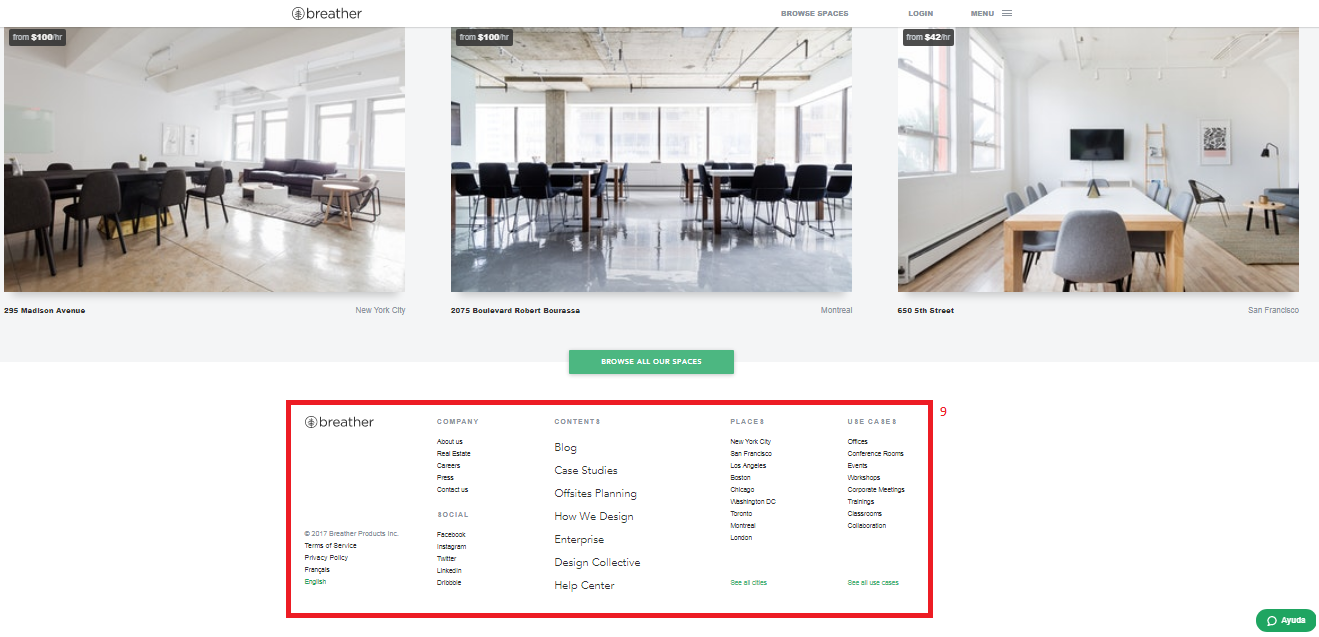 breather
BROWSE SPACES
LOGIN
MENU
from $100/hr
from $100/hr
from $42/hr
295 Madison Avenue
New York City
2075 Boulevard Robert Bourassa
Montreal
650 5th Street
San Francisco
BROWSE ALL OUR SPACES
9
breather
© 2017 Breather Products Inc.
Terms of Service
Privacy Policy
Français
English
COMPANY
About us
Real Estate
Careers
Press
Contact us
SOCIAL
Facebook
Instagram
Twitter
LinkedIn
Dribbble
CONTENTS
Blog
Case Studies
Offsites Planning
How We Design
Enterprise
Design Collective
Help Center
PLACES
New York City
San Francisco
Los Angeles
Boston
Chicago
Washington DC
Toronto
Montreal
London
See all cities
USE CASES
Offices
Conference Rooms
Events
Workshops
Corporate Meetings
Trainings
Classrooms
Collaboration
See all use cases
Ayuda